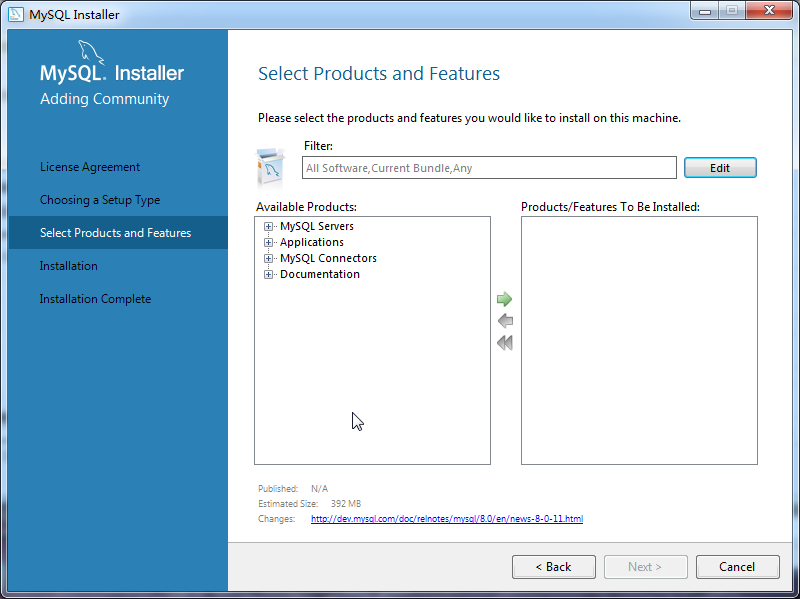 MySQL Installer
MySQL. Installer
Adding Community
License Agreement
Choosing a Setup Type
Select Products and Features
Installation
Installation Complete
Select Products and Features
Please select the products and features you would like to install on this machine.
Filter:
All Software,Current Bundle,Any
Edit
Available Products:
MySQL Servers
Applications
MySQL Connectors
Documentation
Products/Features To Be Installed:
Published: N/A
Estimated Size: 392 MB
Changes: http://dev.mysql.com/doc/relnotes/mysql/8.0/en/news-8-0-11.html
< Back
Next >
Cancel